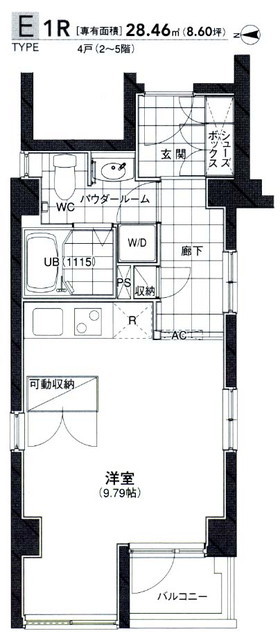 E 1R [専有面積] 28.46㎡ (8.60坪)
TYPE 4戸(2~5階)
N
玄関
シューズボックス
パウダールーム
WC
廊下
W/D
UB (1115)
PS
収納
R
AC
可動収納
洋室
(9.79帖)
バルコニー